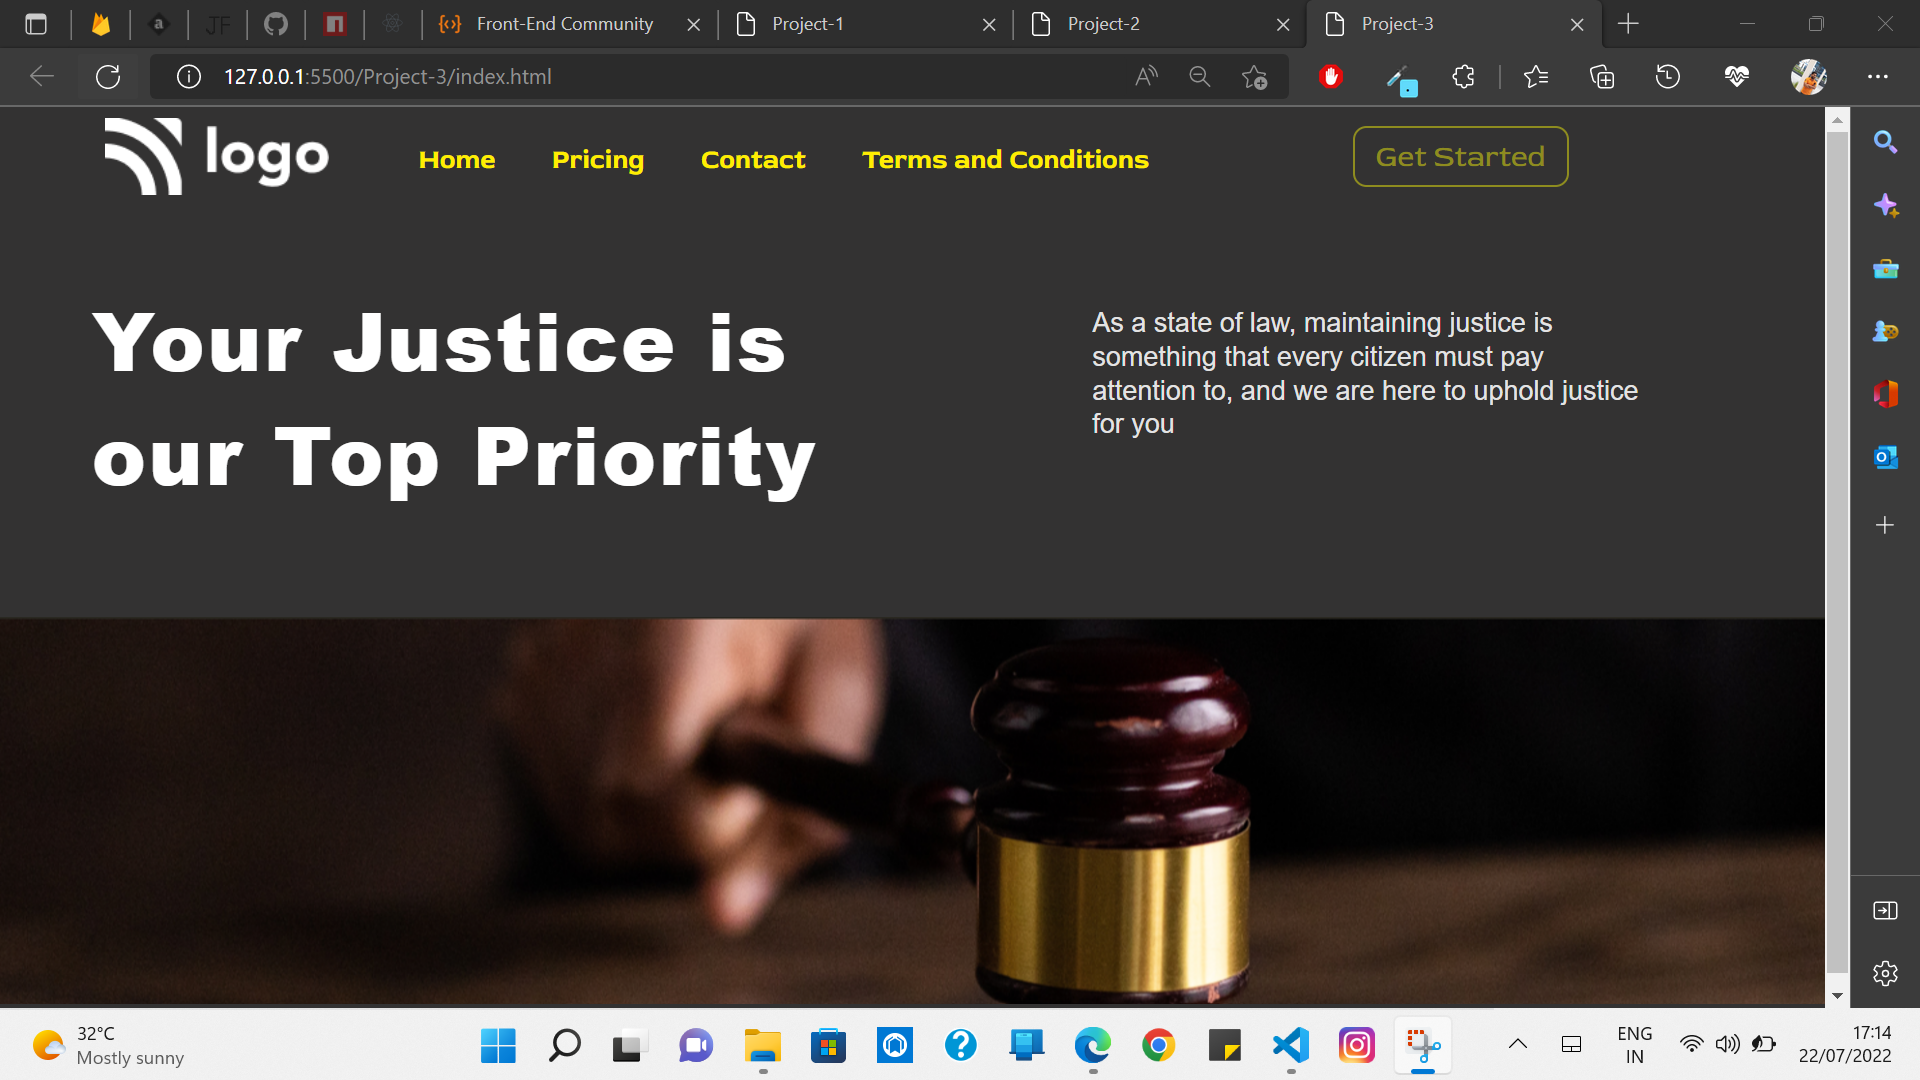 Front-End Community
Project-1
Project-2
Project-3
127.0.0.1:5500/Project-3/index.html
logo
Home
Pricing
Contact
Terms and Conditions
Get Started
Your Justice is
our Top Priority
As a state of law, maintaining justice is
something that every citizen must pay
attention to, and we are here to uphold justice
for you
32°C
Mostly sunny
ENG
IN
17:14
22/07/2022